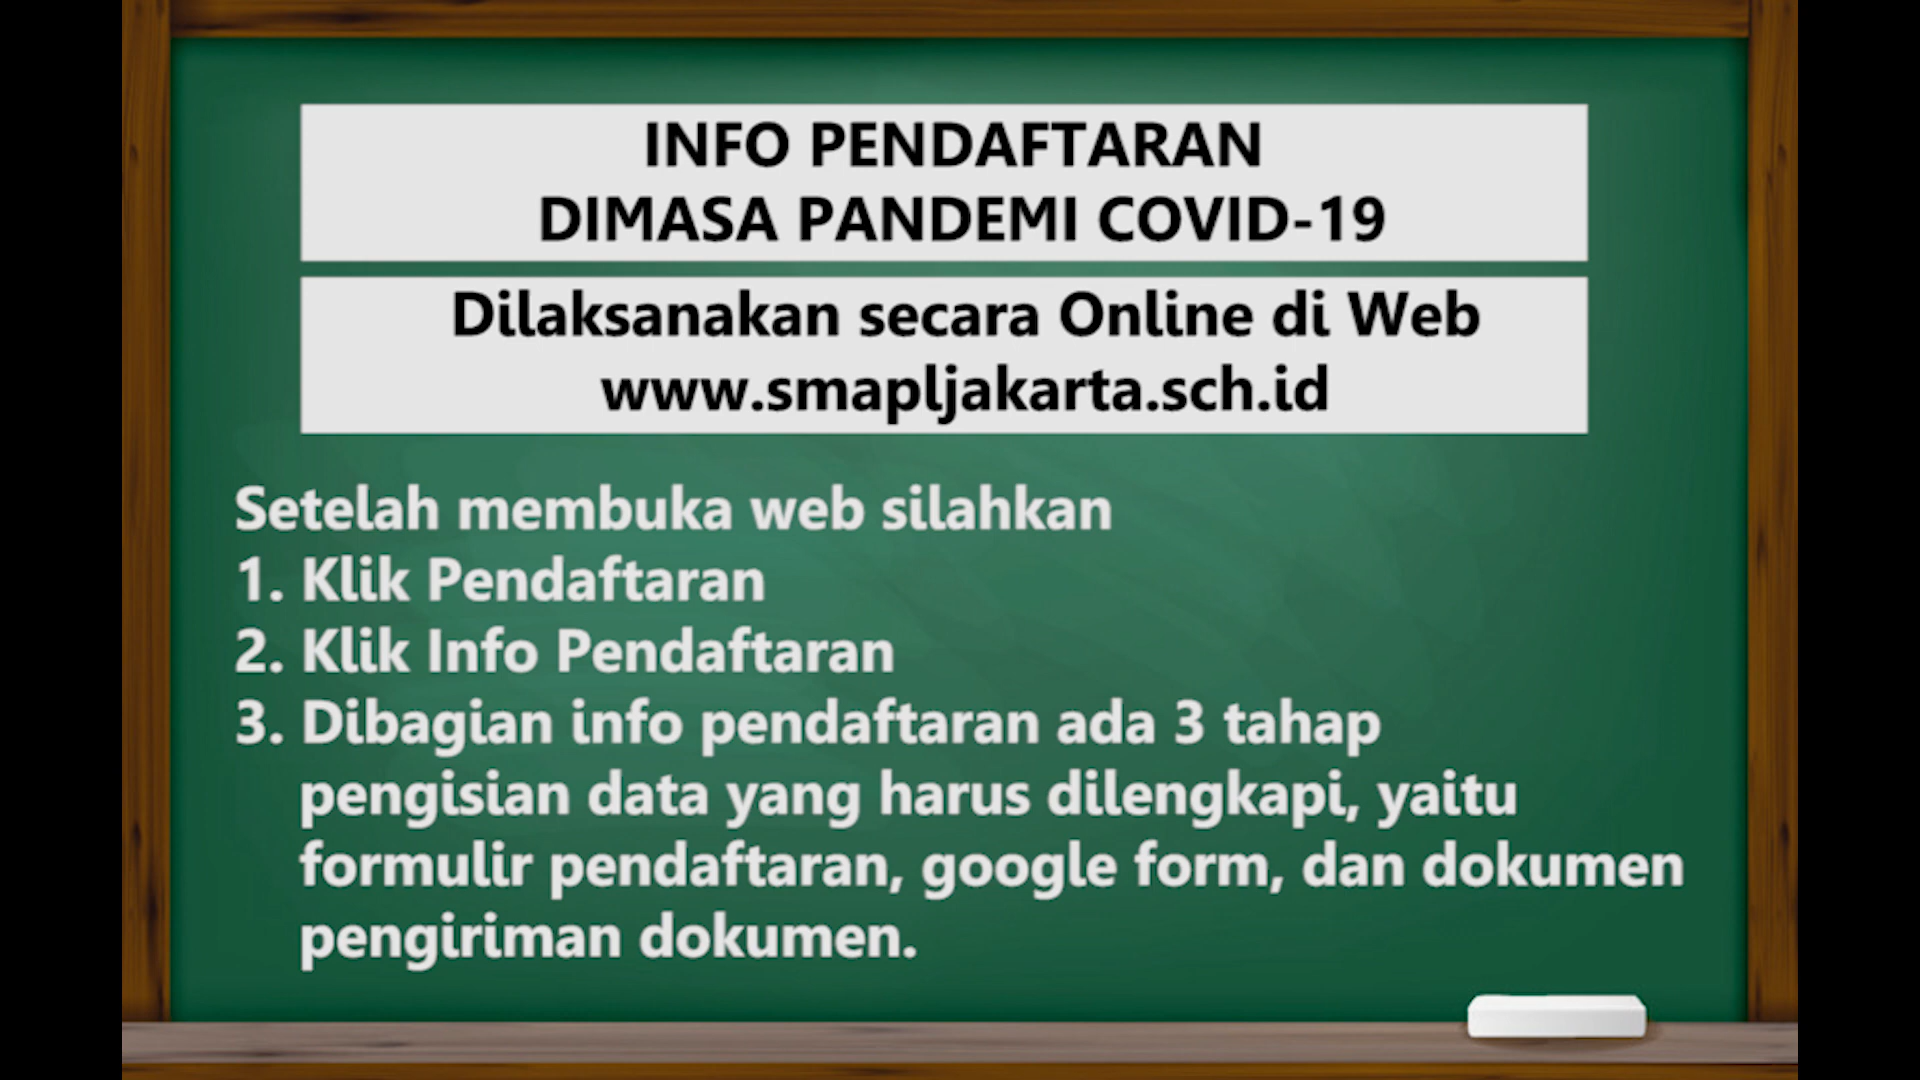 INFO PENDAFTARAN
DIMASA PANDEMI COVID-19
Dilaksanakan secara Online di Web
www.smapljakarta.sch.id
Setelah membuka web silahkan
1. Klik Pendaftaran
2. Klik Info Pendaftaran
3. Dibagian info pendaftaran ada 3 tahap
pengisian data yang harus dilengkapi, yaitu
formulir pendaftaran, google form, dan dokumen
pengiriman dokumen.